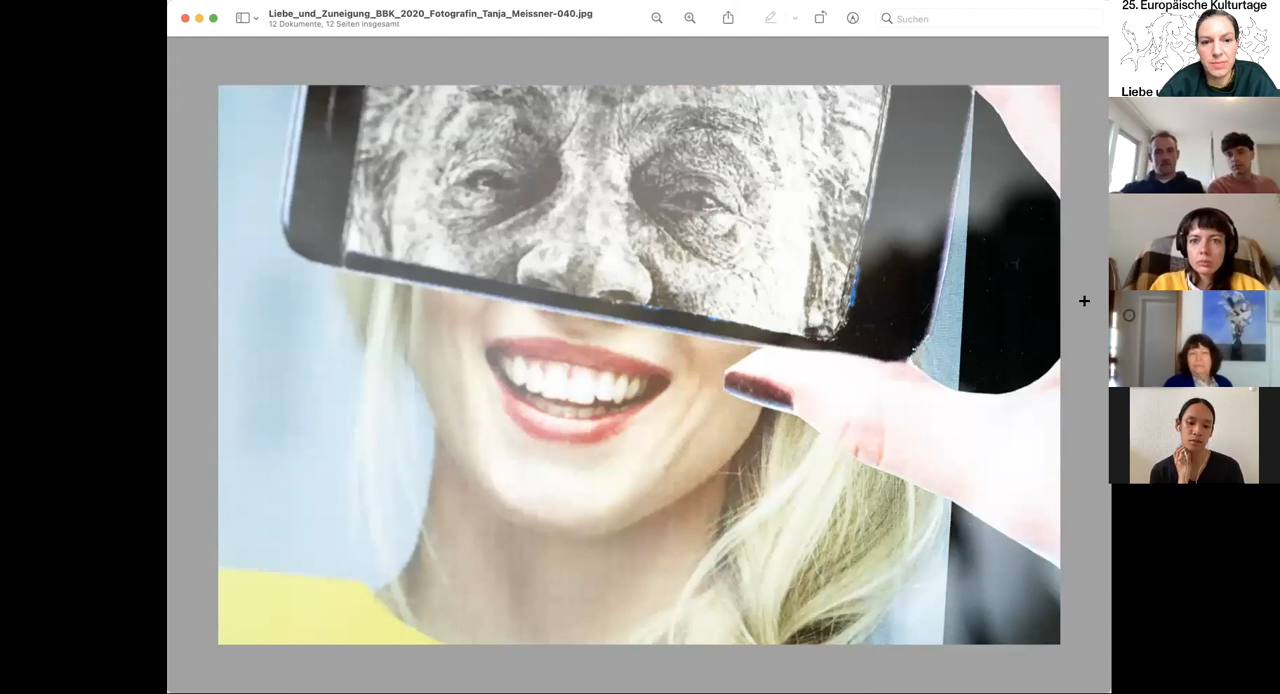 Liebe_und_Zuneigung_BBK_2020_Fotografin_Tanja_Meissner-040.jpg
12 Dokumente, 12 Seiten insgesamt
Suchen
25. Europäische Kulturtage
Liebe